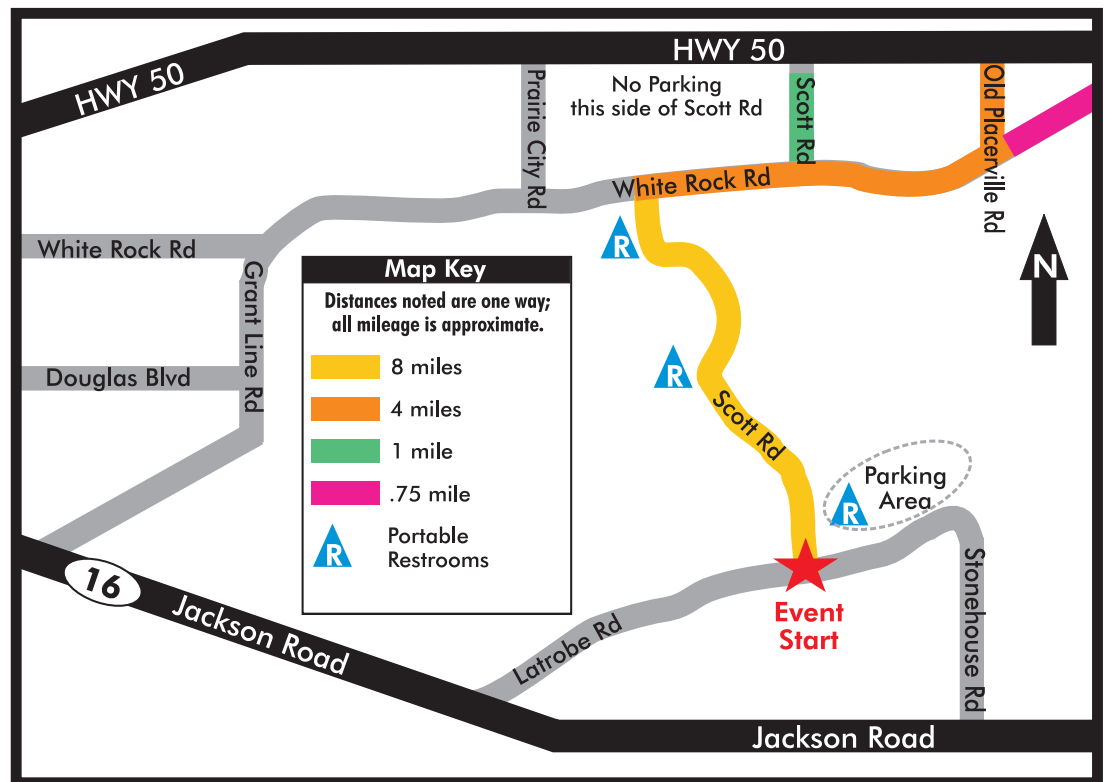 HWY 50
HWY 50
Prairie City Rd
No Parking
this side of Scott Rd
Scott Rd
Old Placerville Rd
White Rock Rd
R
White Rock Rd
N
Grant Line Rd
Map Key
Distances noted are one way;
all mileage is approximate.
8 miles
4 miles
1 mile
.75 mile
R
Portable
Restrooms
Douglas Blvd
R
Scott Rd
Parking
Area
R
16
Jackson Road
Event
Start
Latrobe Rd
Stonehouse Rd
Jackson Road